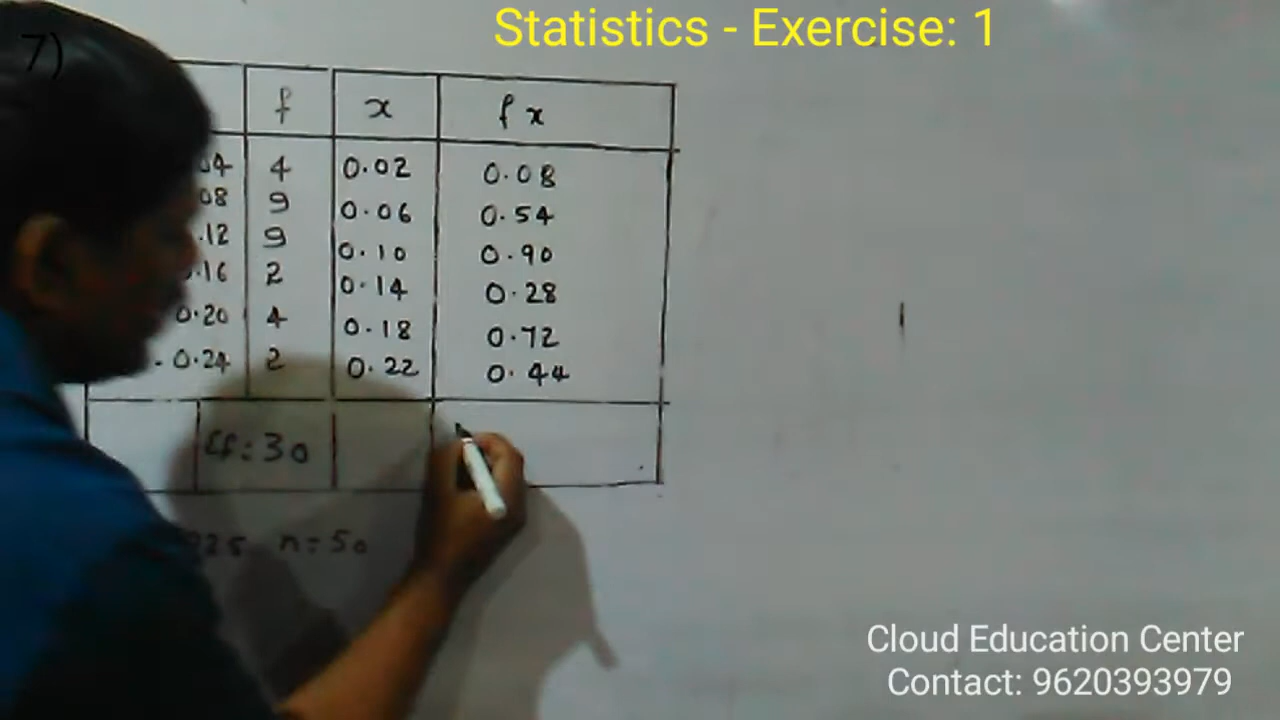 Statistics - Exercise: 1
7)
f x fx
4 0.02 0.08
08 9 0.06 0.54
.12 9 0.10 0.90
.16 2 0.14 0.28
0.20 4 0.18 0.72
- 0.24 2 0.22 0.44
Σf = 30
25 n = 50
Cloud Education Center
Contact: 9620393979